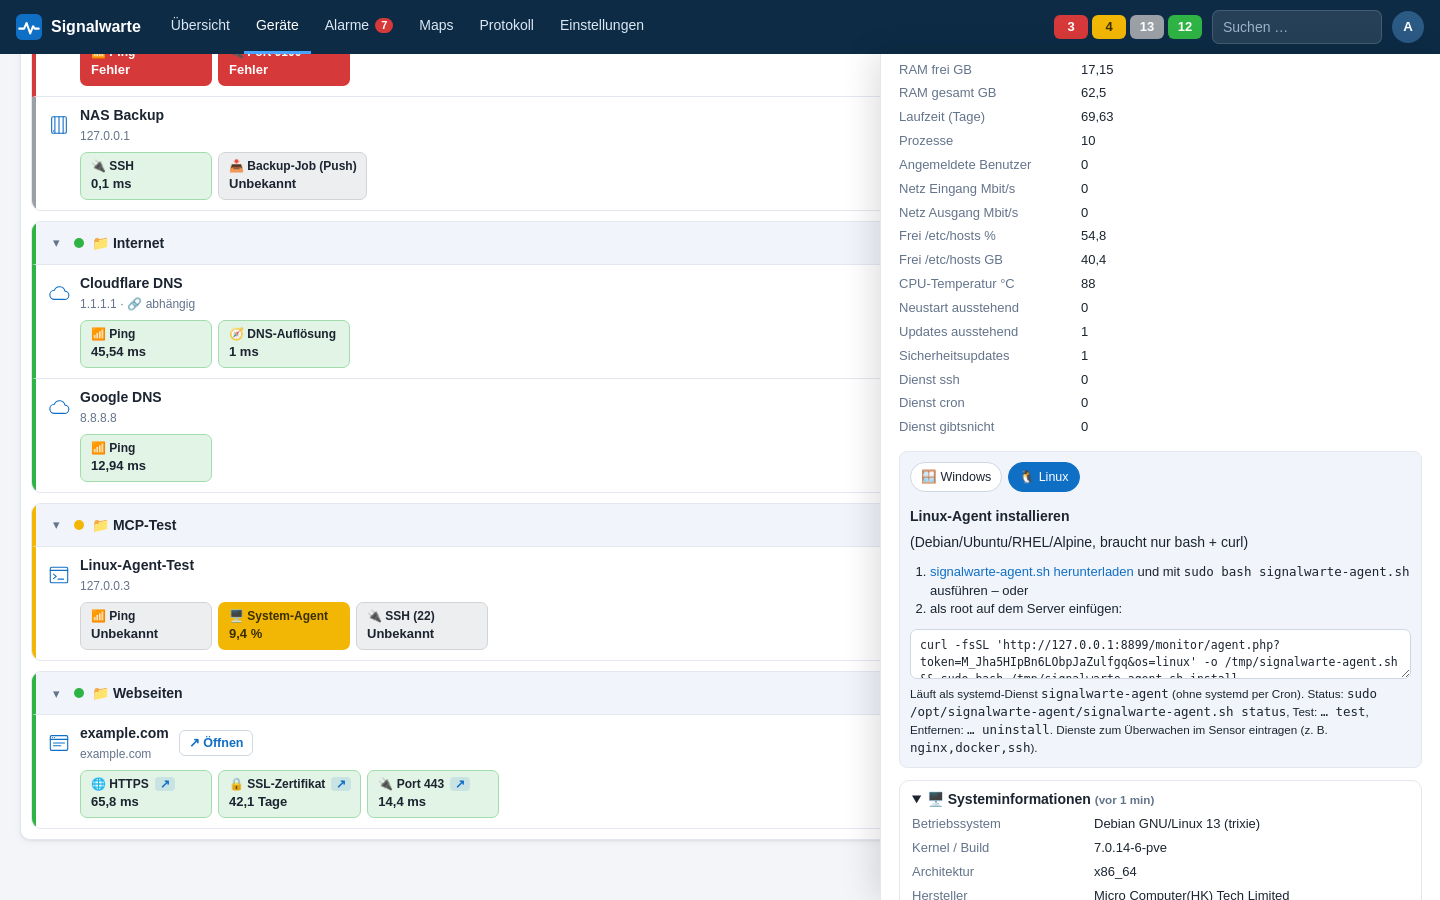 Signalwarte
Übersicht
Geräte
Alarme 7
Maps
Protokoll
Einstellungen
3
4
13
12
Suchen …
A
Fehler
Fehler
NAS Backup
127.0.0.1
SSH
0,1 ms
Backup-Job (Push)
Unbekannt
Internet
Cloudflare DNS
1.1.1.1 · 🔗 abhängig
Ping
45,54 ms
DNS-Auflösung
1 ms
Google DNS
8.8.8.8
Ping
12,94 ms
MCP-Test
Linux-Agent-Test
127.0.0.3
Ping
Unbekannt
System-Agent
9,4 %
SSH (22)
Unbekannt
Webseiten
example.com
example.com
↗ Öffnen
HTTPS ↗
65,8 ms
SSL-Zertifikat ↗
42,1 Tage
Port 443 ↗
14,4 ms
RAM frei GB 17,15
RAM gesamt GB 62,5
Laufzeit (Tage) 69,63
Prozesse 10
Angemeldete Benutzer 0
Netz Eingang Mbit/s 0
Netz Ausgang Mbit/s 0
Frei /etc/hosts % 54,8
Frei /etc/hosts GB 40,4
CPU-Temperatur °C 88
Neustart ausstehend 0
Updates ausstehend 1
Sicherheitsupdates 1
Dienst ssh 0
Dienst cron 0
Dienst gibtsnicht 0
Windows
Linux
Linux-Agent installieren
(Debian/Ubuntu/RHEL/Alpine, braucht nur bash + curl)
1. signalwarte-agent.sh herunterladen und mit sudo bash signalwarte-agent.sh
ausführen – oder
2. als root auf dem Server einfügen:
curl -fsSL 'http://127.0.0.1:8899/monitor/agent.php?
token=M_Jha5HIpBn6LObpJaZulfgq&os=linux' -o /tmp/signalwarte-agent.sh
&& sudo bash /tmp/signalwarte-agent.sh install
Läuft als systemd-Dienst signalwarte-agent (ohne systemd per Cron). Status: sudo
/opt/signalwarte-agent/signalwarte-agent.sh status, Test: … test,
Entfernen: … uninstall. Dienste zum Überwachen im Sensor eintragen (z. B.
nginx,docker,ssh).
Systeminformationen (vor 1 min)
Betriebssystem Debian GNU/Linux 13 (trixie)
Kernel / Build 7.0.14-6-pve
Architektur x86_64
Hersteller Micro Computer(HK) Tech Limited